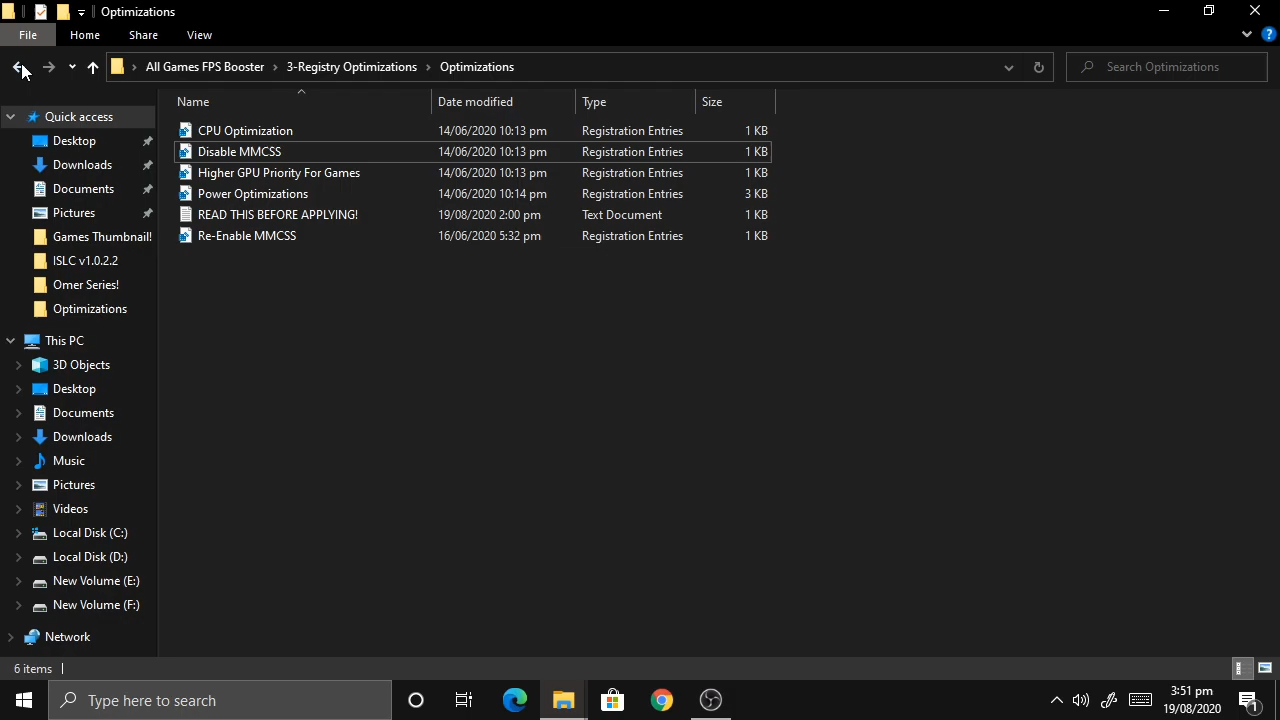 Optimizations
File Home Share View
All Games FPS Booster > 3-Registry Optimizations > Optimizations
Search Optimizations
Name Date modified Type Size
CPU Optimization 14/06/2020 10:13 pm Registration Entries 1 KB
Disable MMCSS 14/06/2020 10:13 pm Registration Entries 1 KB
Higher GPU Priority For Games 14/06/2020 10:13 pm Registration Entries 1 KB
Power Optimizations 14/06/2020 10:14 pm Registration Entries 3 KB
READ THIS BEFORE APPLYING! 19/08/2020 2:00 pm Text Document 1 KB
Re-Enable MMCSS 16/06/2020 5:32 pm Registration Entries 1 KB
Quick access
Desktop
Downloads
Documents
Pictures
Games Thumbnail!
ISLC v1.0.2.2
Omer Series!
Optimizations
This PC
3D Objects
Desktop
Documents
Downloads
Music
Pictures
Videos
Local Disk (C:)
Local Disk (D:)
New Volume (E:)
New Volume (F:)
Network
6 items
Type here to search
3:51 pm
19/08/2020
1